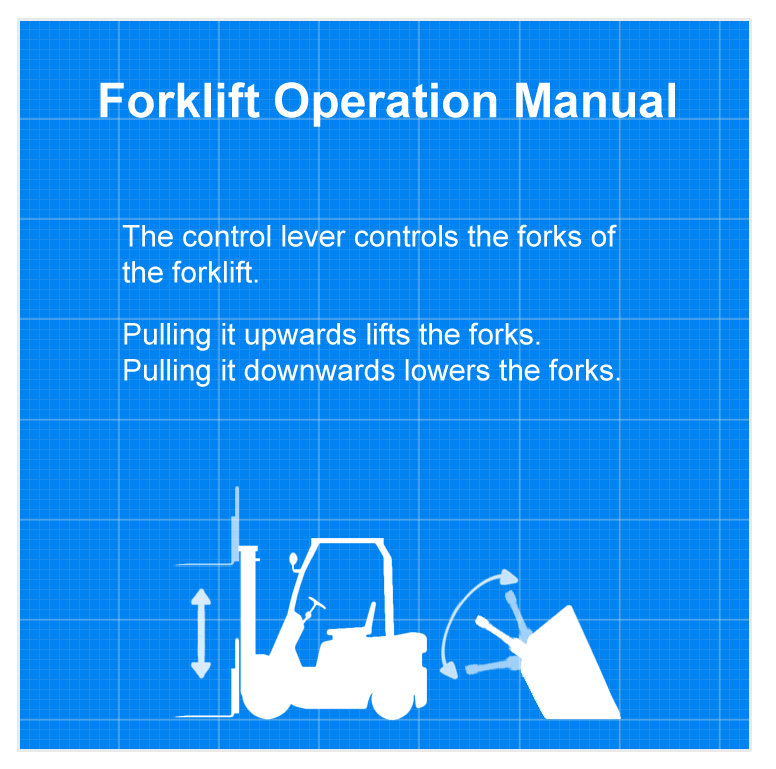 Forklift Operation Manual
The control lever controls the forks of
the forklift.
Pulling it upwards lifts the forks.
Pulling it downwards lowers the forks.